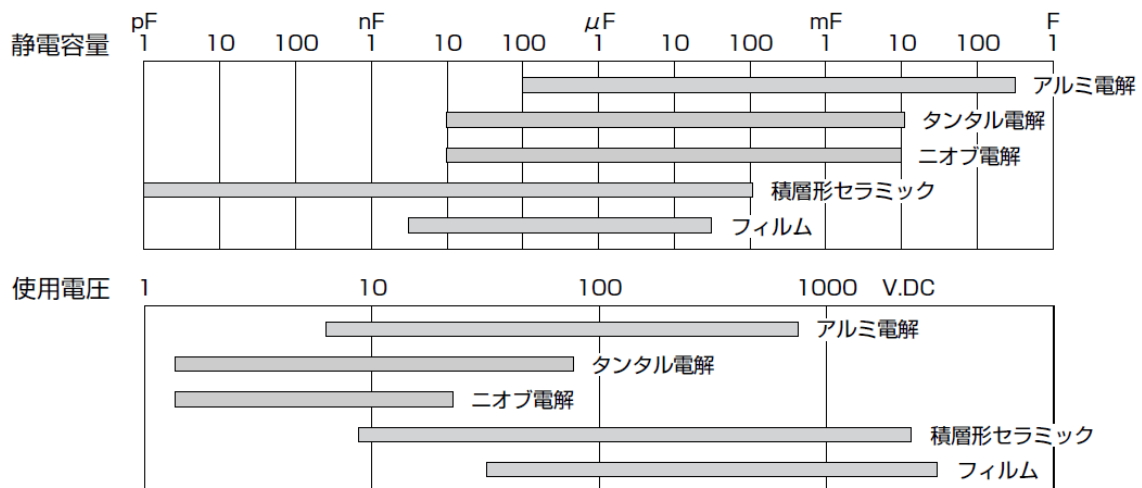 pF nF μF mF F
静電容量 1 10 100 1 10 100 1 10 100 1 10 100 1
アルミ電解
タンタル電解
ニオブ電解
積層形セラミック
フィルム
使用電圧 1 10 100 1000 V.DC
アルミ電解
タンタル電解
ニオブ電解
積層形セラミック
フィルム